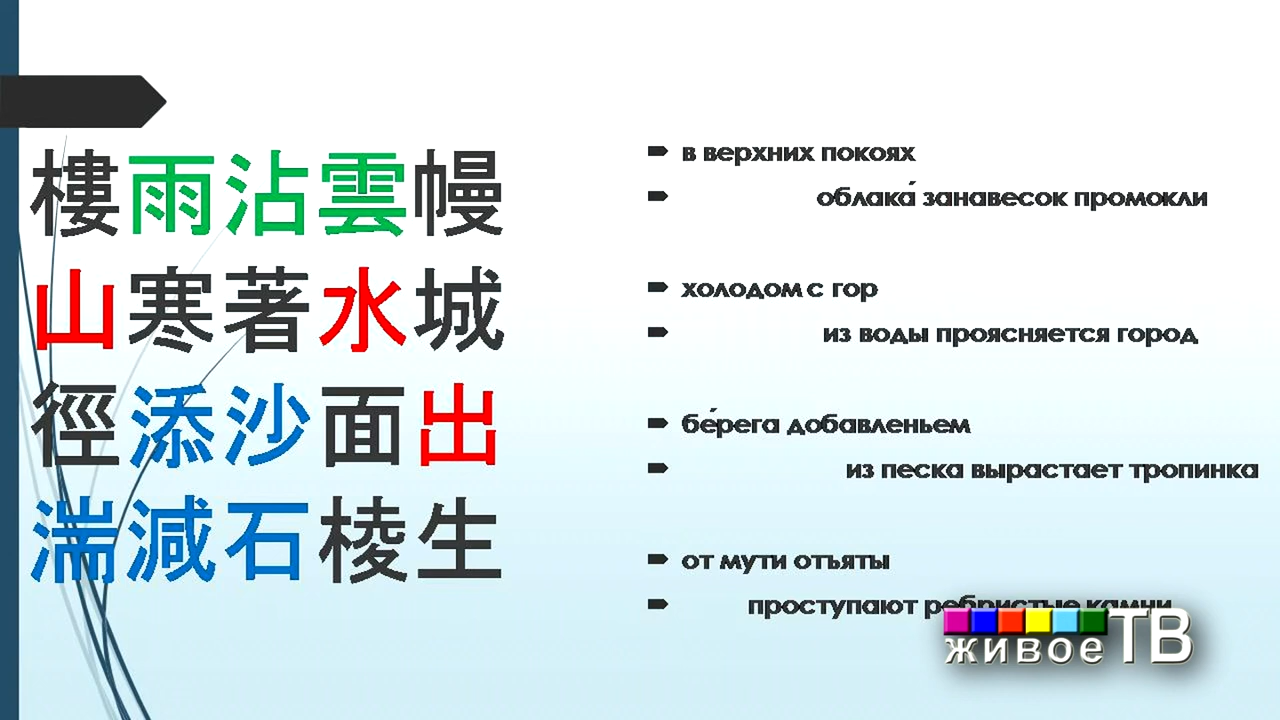 樓雨沾雲幔
山寒著水城
徑添沙面出
湍減石棱生
в верхних покоях
облака́ занавесок промокли
холодом с гор
из воды проясняется город
бе́рега добавленьем
из песка вырастает тропинка
от мути отъяты
проступают ребристые камни
живоеТВ